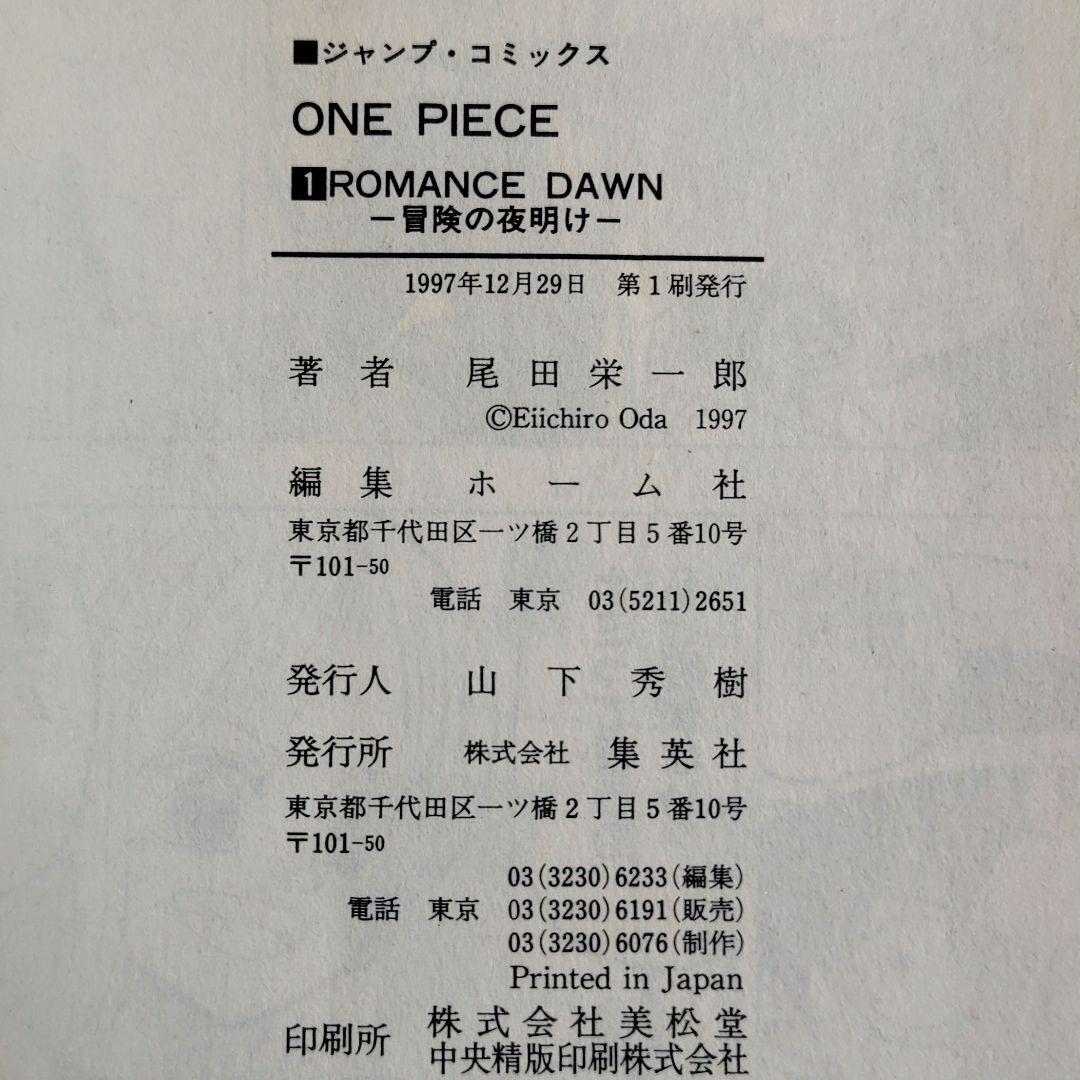 ■ジャンプ・コミックス
ONE PIECE
1 ROMANCE DAWN
―冒険の夜明け―
1997年12月29日 第1刷発行
著者 尾田栄一郎
©Eiichiro Oda 1997
編集 ホーム社
東京都千代田区一ツ橋2丁目5番10号
〒101-50
電話 東京 03(5211)2651
発行人 山下秀樹
発行所 株式会社 集英社
東京都千代田区一ツ橋2丁目5番10号
〒101-50
03(3230)6233(編集)
電話 東京 03(3230)6191(販売)
03(3230)6076(制作)
Printed in Japan
印刷所 株式会社美松堂
中央精版印刷株式会社